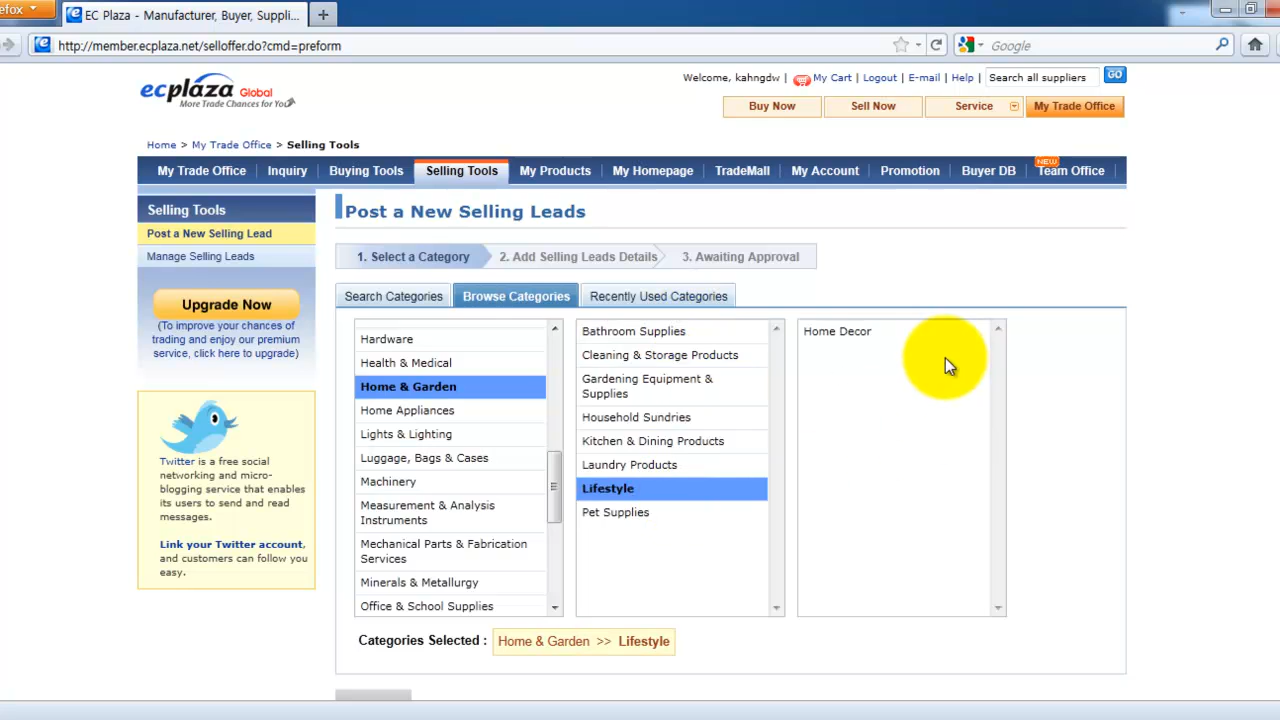 EC Plaza - Manufacturer, Buyer, Suppli...
http://member.ecplaza.net/selloffer.do?cmd=preform
Google
ecplaza Global
More Trade Chances for You
Welcome, kahngdw | My Cart | Logout | E-mail | Help | Search all suppliers GO
Buy Now Sell Now Service My Trade Office
Home > My Trade Office > Selling Tools
NEW
My Trade Office Inquiry Buying Tools Selling Tools My Products My Homepage TradeMall My Account Promotion Buyer DB Team Office
Selling Tools
Post a New Selling Lead
Manage Selling Leads
Upgrade Now
(To improve your chances of
trading and enjoy our premium
service, click here to upgrade)
Twitter is a free social
networking and micro-
blogging service that enables
its users to send and read
messages.
Link your Twitter account,
and customers can follow you
easy.
Post a New Selling Leads
1. Select a Category 2. Add Selling Leads Details 3. Awaiting Approval
Search Categories Browse Categories Recently Used Categories
Hardware
Health & Medical
Home & Garden
Home Appliances
Lights & Lighting
Luggage, Bags & Cases
Machinery
Measurement & Analysis
Instruments
Mechanical Parts & Fabrication
Services
Minerals & Metallurgy
Office & School Supplies
Bathroom Supplies
Cleaning & Storage Products
Gardening Equipment &
Supplies
Household Sundries
Kitchen & Dining Products
Laundry Products
Lifestyle
Pet Supplies
Home Decor
Categories Selected : Home & Garden >> Lifestyle